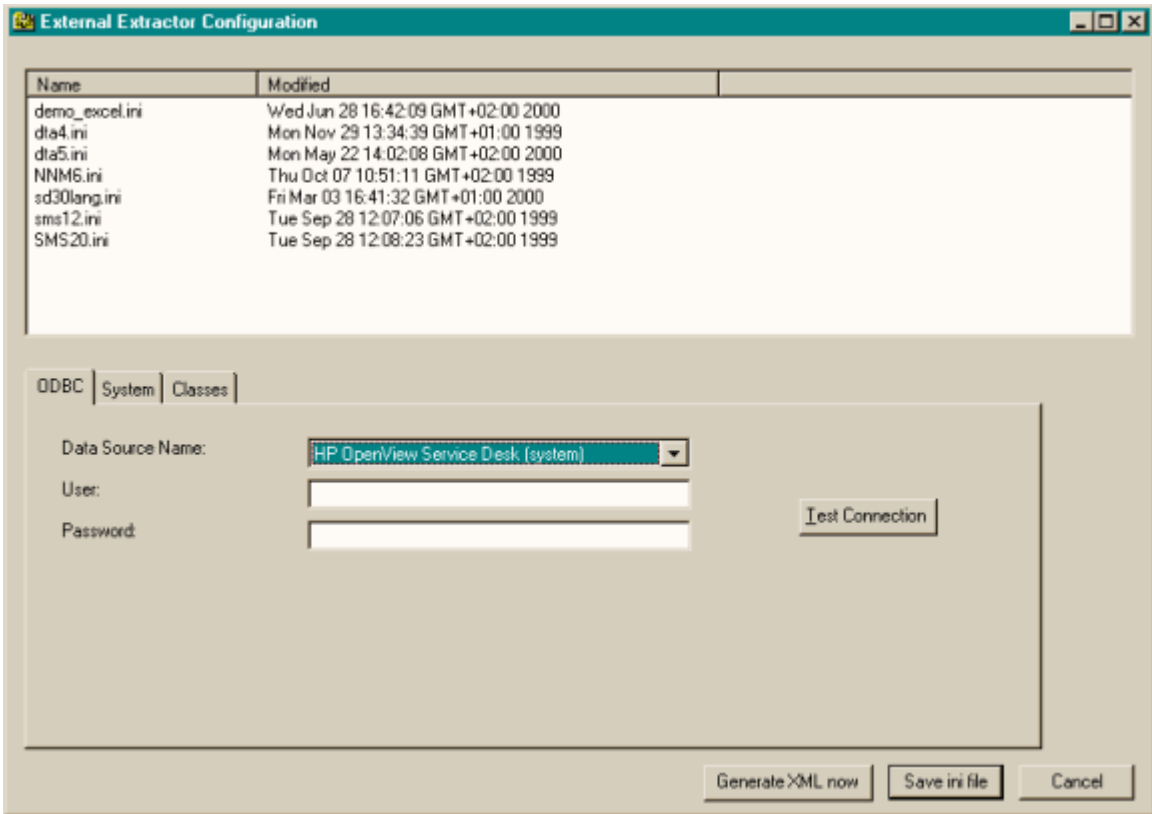 External Extractor Configuration
Name Modified
demo_excel.ini Wed Jun 28 16:42:09 GMT+02:00 2000
dta4.ini Mon Nov 29 13:34:39 GMT+01:00 1999
dta5.ini Mon May 22 14:02:08 GMT+02:00 2000
NNM6.ini Thu Oct 07 10:51:11 GMT+02:00 1999
sd30lang.ini Fri Mar 03 16:41:32 GMT+01:00 2000
sms12.ini Tue Sep 28 12:07:06 GMT+02:00 1999
SMS20.ini Tue Sep 28 12:08:23 GMT+02:00 1999
ODBC System Classes
Data Source Name: HP OpenView Service Desk (system)
User:
Password:
Test Connection
Generate XML now Save ini file Cancel